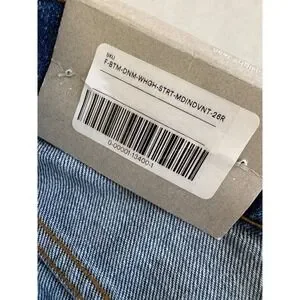 SKU
F-BTM-DNM-WHGH-STRT-MDINDVNT-26R
0-00001-13400-1